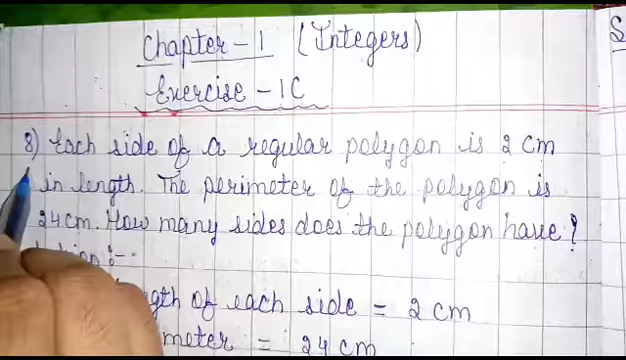 Chapter - 1 (Integers)
Exercise - 1C
8) Each side of a regular polygon is 2 cm
in length. The perimeter of the polygon is
24 cm. How many sides does the polygon have?
of each side = 2 cm
= 24 cm